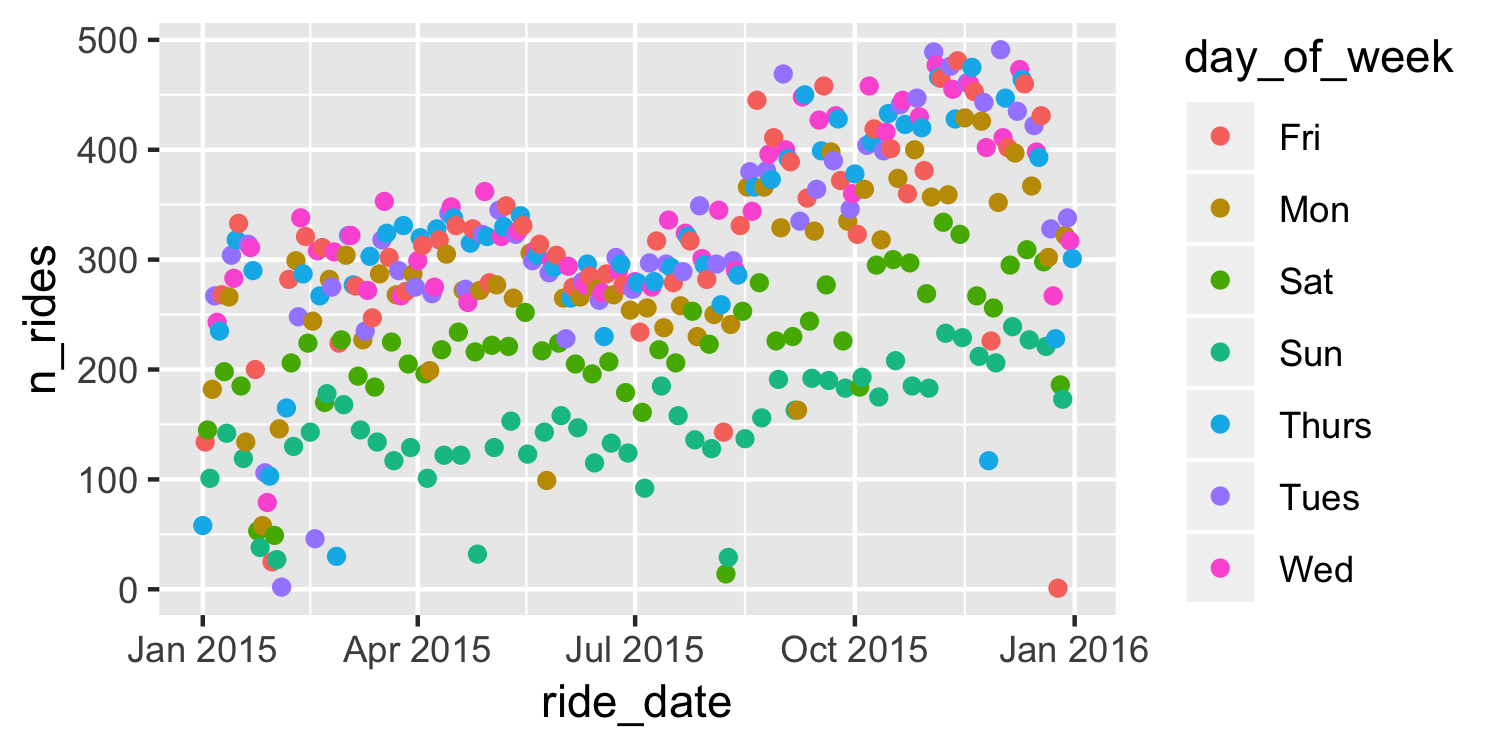 n_rides
500
400
300
200
100
0
Jan 2015 Apr 2015 Jul 2015 Oct 2015 Jan 2016
ride_date
day_of_week
Fri
Mon
Sat
Sun
Thurs
Tues
Wed